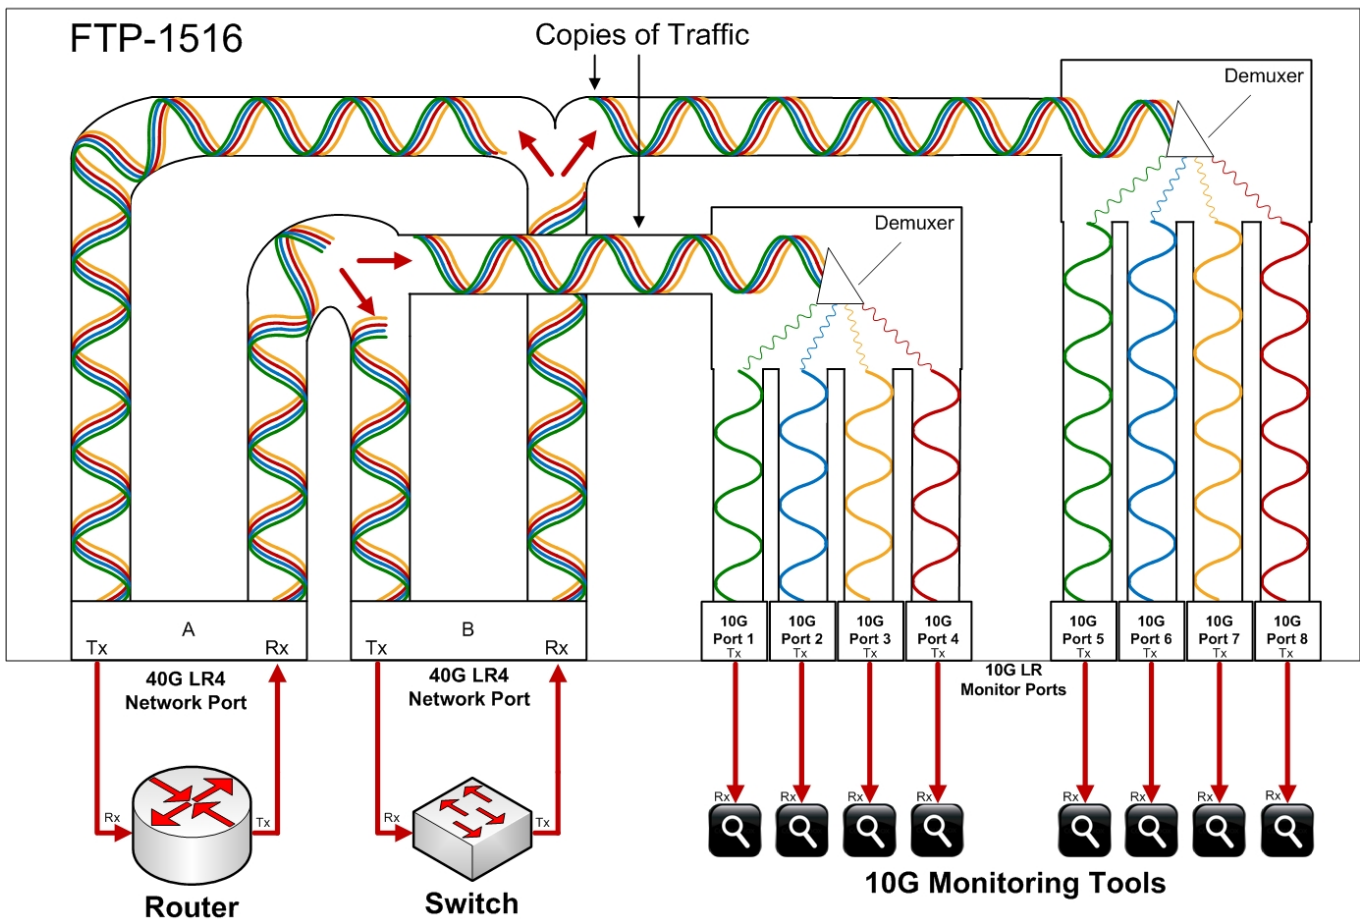 FTP-1516
Copies of Traffic
Demuxer
Demuxer
A
Tx
Rx
B
Tx
Rx
10G
Port 1
Tx
10G
Port 2
Tx
10G
Port 3
Tx
10G
Port 4
Tx
10G
Port 5
Tx
10G
Port 6
Tx
10G
Port 7
Tx
10G
Port 8
Tx
40G LR4
Network Port
40G LR4
Network Port
10G LR
Monitor Ports
Rx
Tx
Rx
Tx
Rx
Rx
Rx
Rx
Rx
Rx
Rx
Rx
Router
Switch
10G Monitoring Tools